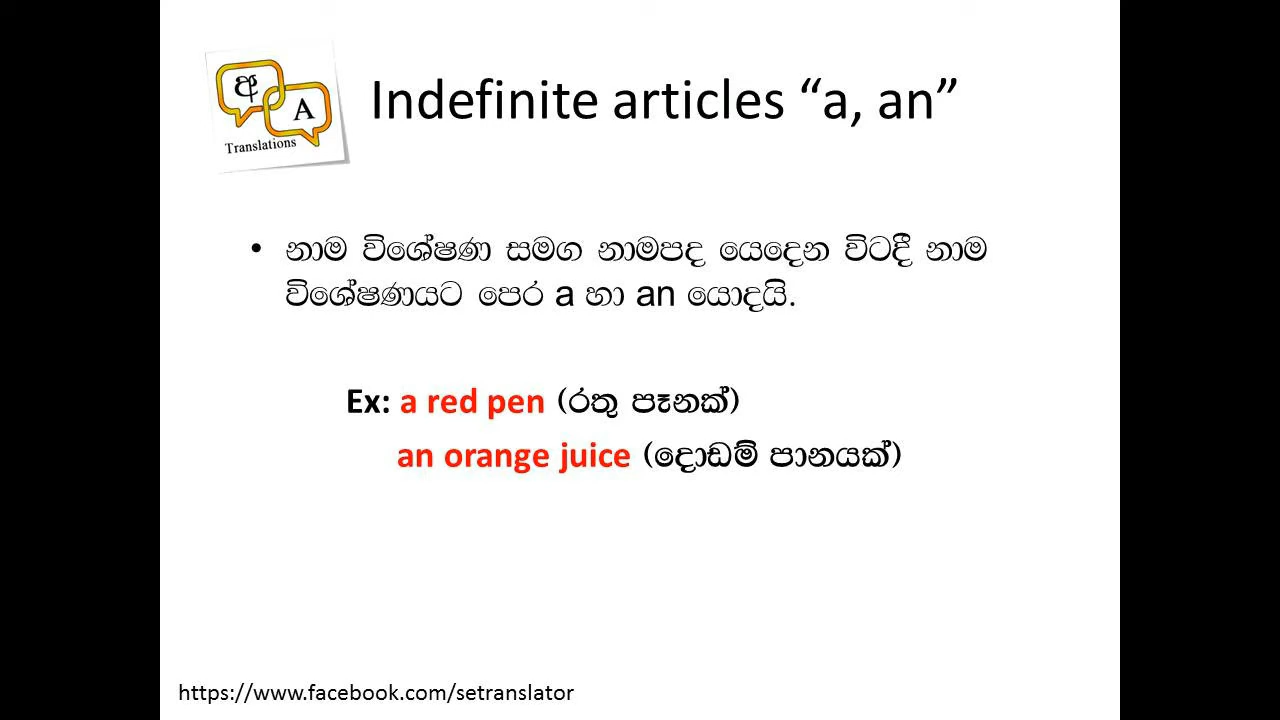 අ
A
Translations
Indefinite articles “a, an”
• නාම විශේෂණ සමග නාමපද යෙදෙන විටදී නාම
විශේෂණයට පෙර a හා an යොදයි.
Ex: a red pen (රතු පෑනක්)
an orange juice (දොඩම් පානයක්)
https://www.facebook.com/setranslator